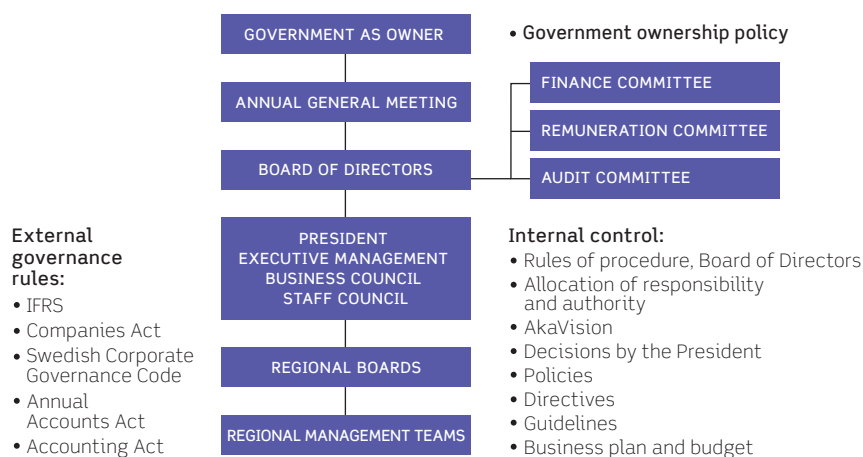 GOVERNMENT AS OWNER
• Government ownership policy
ANNUAL GENERAL MEETING
FINANCE COMMITTEE
REMUNERATION COMMITTEE
BOARD OF DIRECTORS
AUDIT COMMITTEE
PRESIDENT
EXECUTIVE MANAGEMENT
BUSINESS COUNCIL
STAFF COUNCIL
REGIONAL BOARDS
REGIONAL MANAGEMENT TEAMS
External
governance
rules:
• IFRS
• Companies Act
• Swedish Corporate
Governance Code
• Annual
Accounts Act
• Accounting Act
Internal control:
• Rules of procedure, Board of Directors
• Allocation of responsibility
and authority
• AkaVision
• Decisions by the President
• Policies
• Directives
• Guidelines
• Business plan and budget